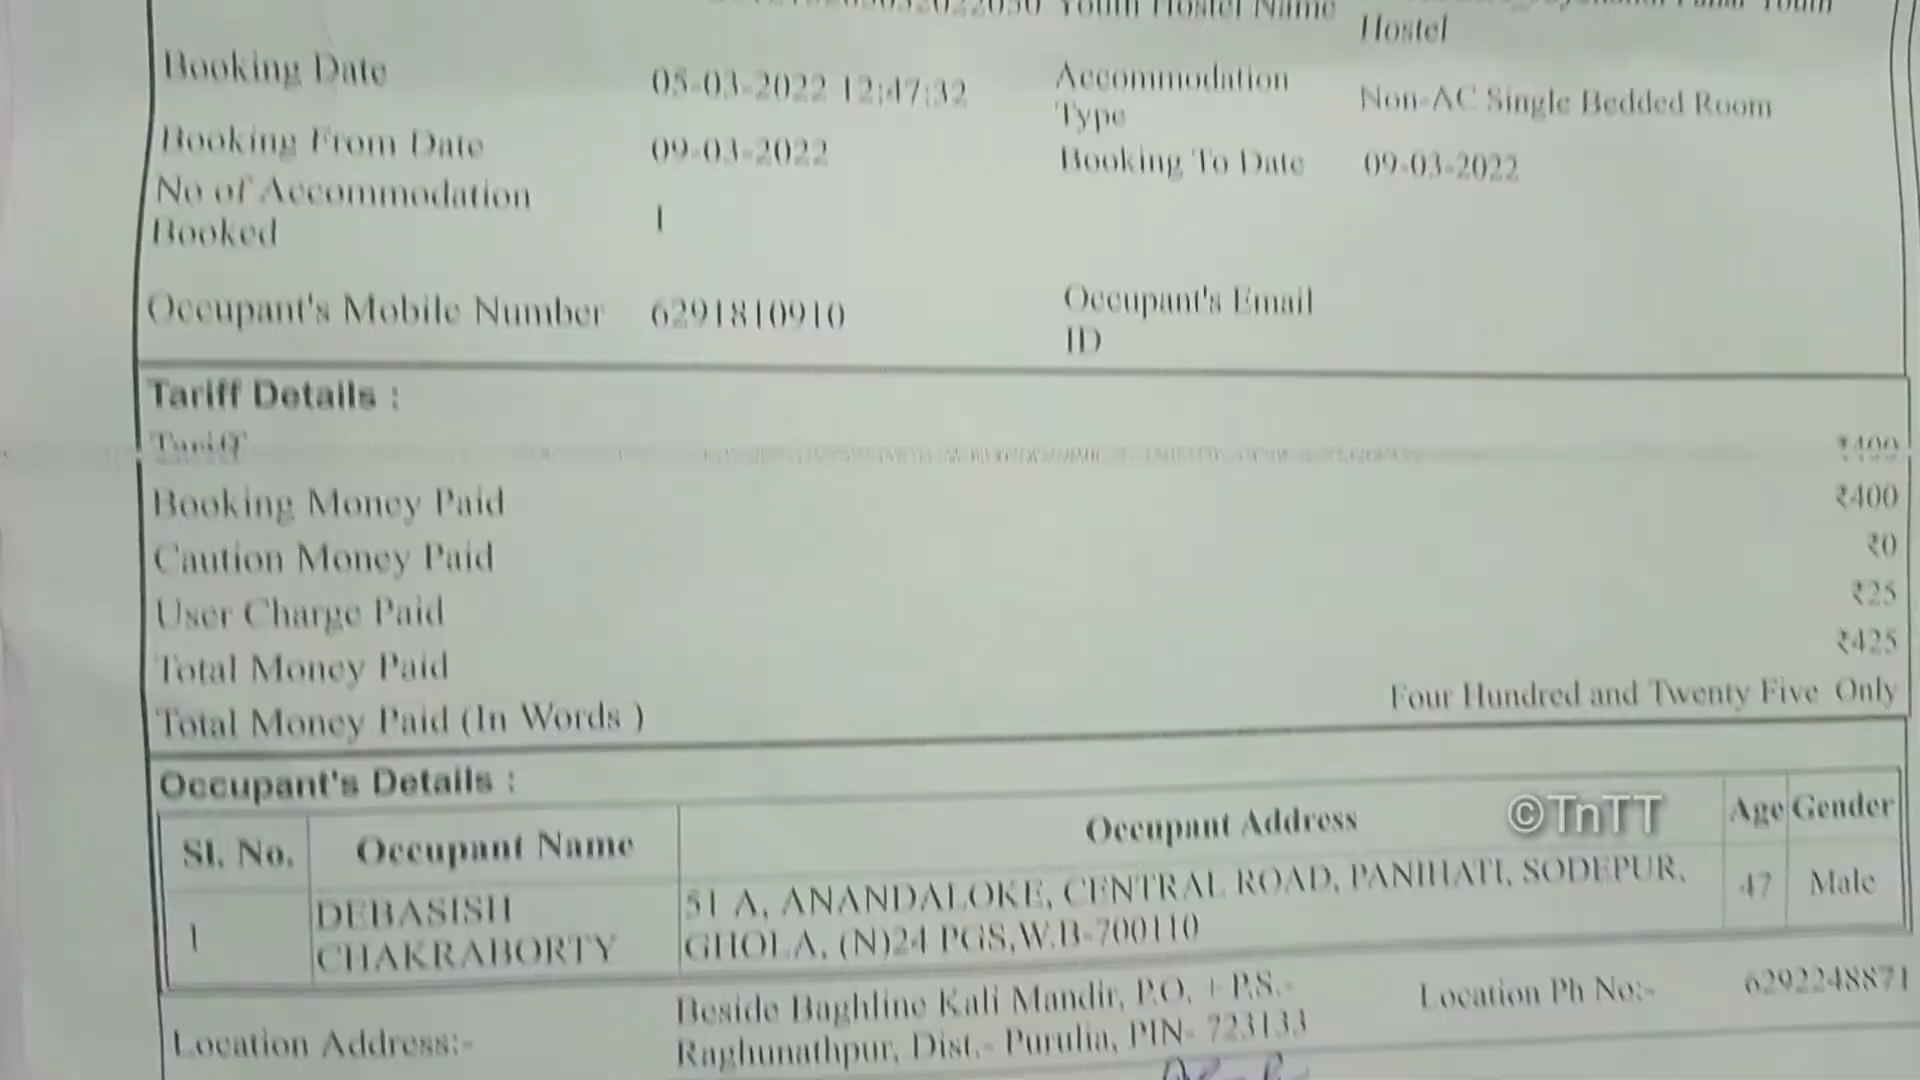 Youth Hostel Name
Youth
Hostel
Booking Date 05-03-2022 12:47:32 Accommodation Type Non-AC Single Bedded Room
Booking From Date 09-03-2022 Booking To Date 09-03-2022
No of Accommodation
Booked 1
Occupant's Mobile Number 6291810910 Occupant's Email
ID
Tariff Details :
Tariff ₹400
Booking Money Paid ₹400
Caution Money Paid ₹0
User Charge Paid ₹25
Total Money Paid ₹425
Total Money Paid (In Words ) Four Hundred and Twenty Five Only
Occupant's Details :
©TnTT
Sl. No. Occupant Name Occupant Address Age Gender
1 DEBASISH CHAKRABORTY 51 A, ANANDALOKE, CENTRAL ROAD, PANIHATI, SODEPUR, 47 Male
GHOLA, (N)24 PGS,W.B-700110
Location Address:- Beside Baghline Kali Mandir, P.O. + P.S.- Location Ph No:- 6292248871
Raghunathpur, Dist.- Purulia, PIN- 723133